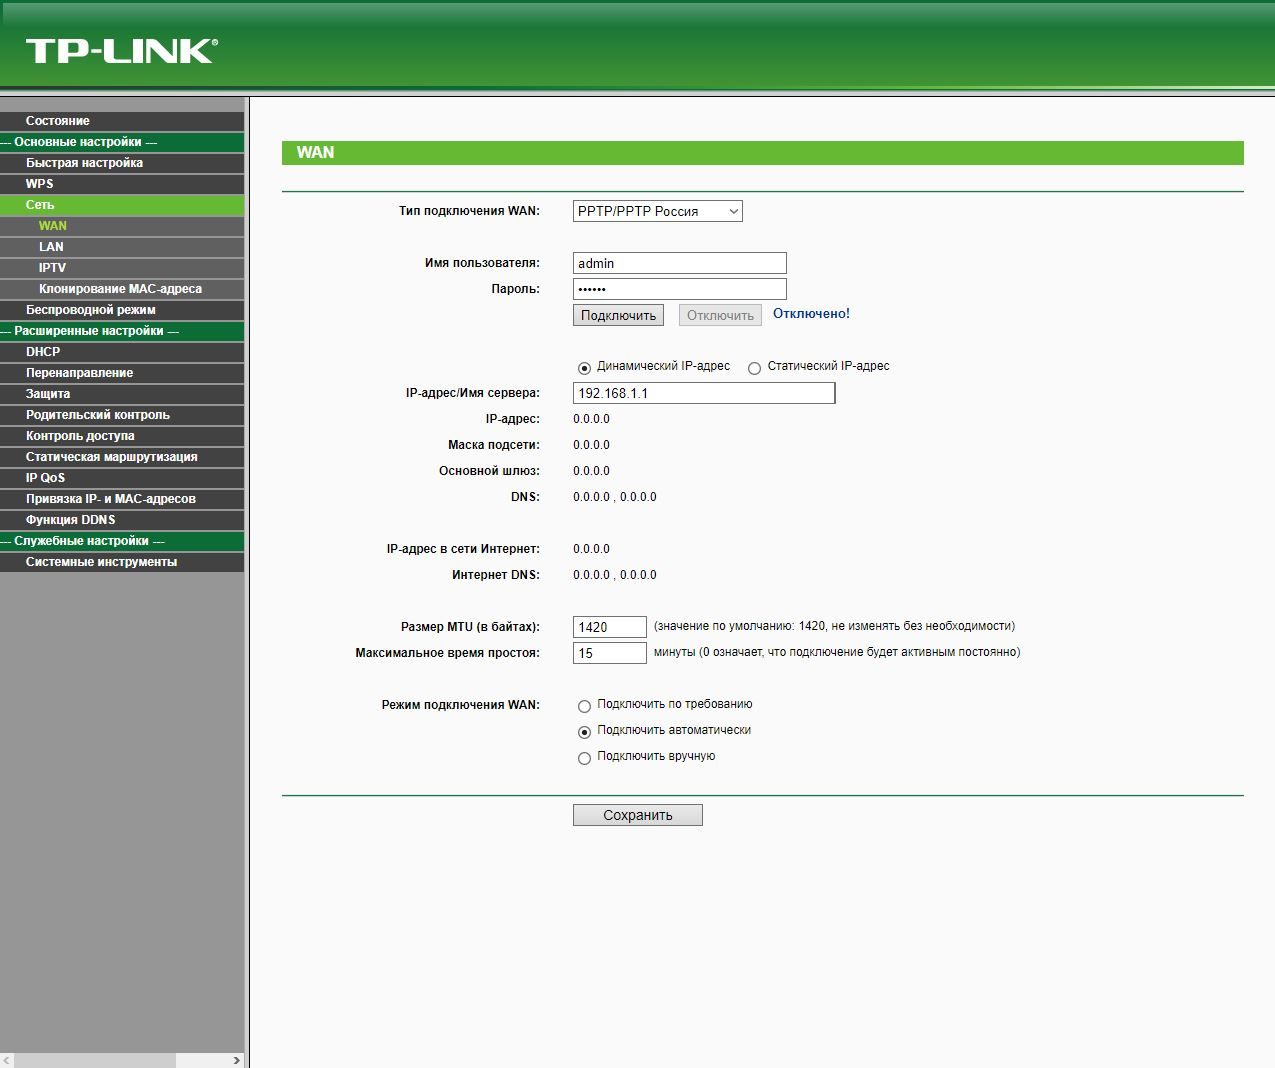 TP-LINK®
Состояние
--- Основные настройки ---
Быстрая настройка
WPS
Сеть
WAN
LAN
IPTV
Клонирование MAC-адреса
Беспроводной режим
--- Расширенные настройки ---
DHCP
Перенаправление
Защита
Родительский контроль
Контроль доступа
Статическая маршрутизация
IP QoS
Привязка IP- и MAC-адресов
Функция DDNS
--- Служебные настройки ---
Системные инструменты
WAN
Тип подключения WAN: PPTP/PPTP Россия
Имя пользователя: admin
Пароль: ••••••
Подключить Отключить Отключено!
Динамический IP-адрес Статический IP-адрес
IP-адрес/Имя сервера: 192.168.1.1
IP-адрес: 0.0.0.0
Маска подсети: 0.0.0.0
Основной шлюз: 0.0.0.0
DNS: 0.0.0.0 , 0.0.0.0
IP-адрес в сети Интернет: 0.0.0.0
Интернет DNS: 0.0.0.0 , 0.0.0.0
Размер MTU (в байтах): 1420 (значение по умолчанию: 1420, не изменять без необходимости)
Максимальное время простоя: 15 минуты (0 означает, что подключение будет активным постоянно)
Режим подключения WAN: Подключить по требованию
Подключить автоматически
Подключить вручную
Сохранить